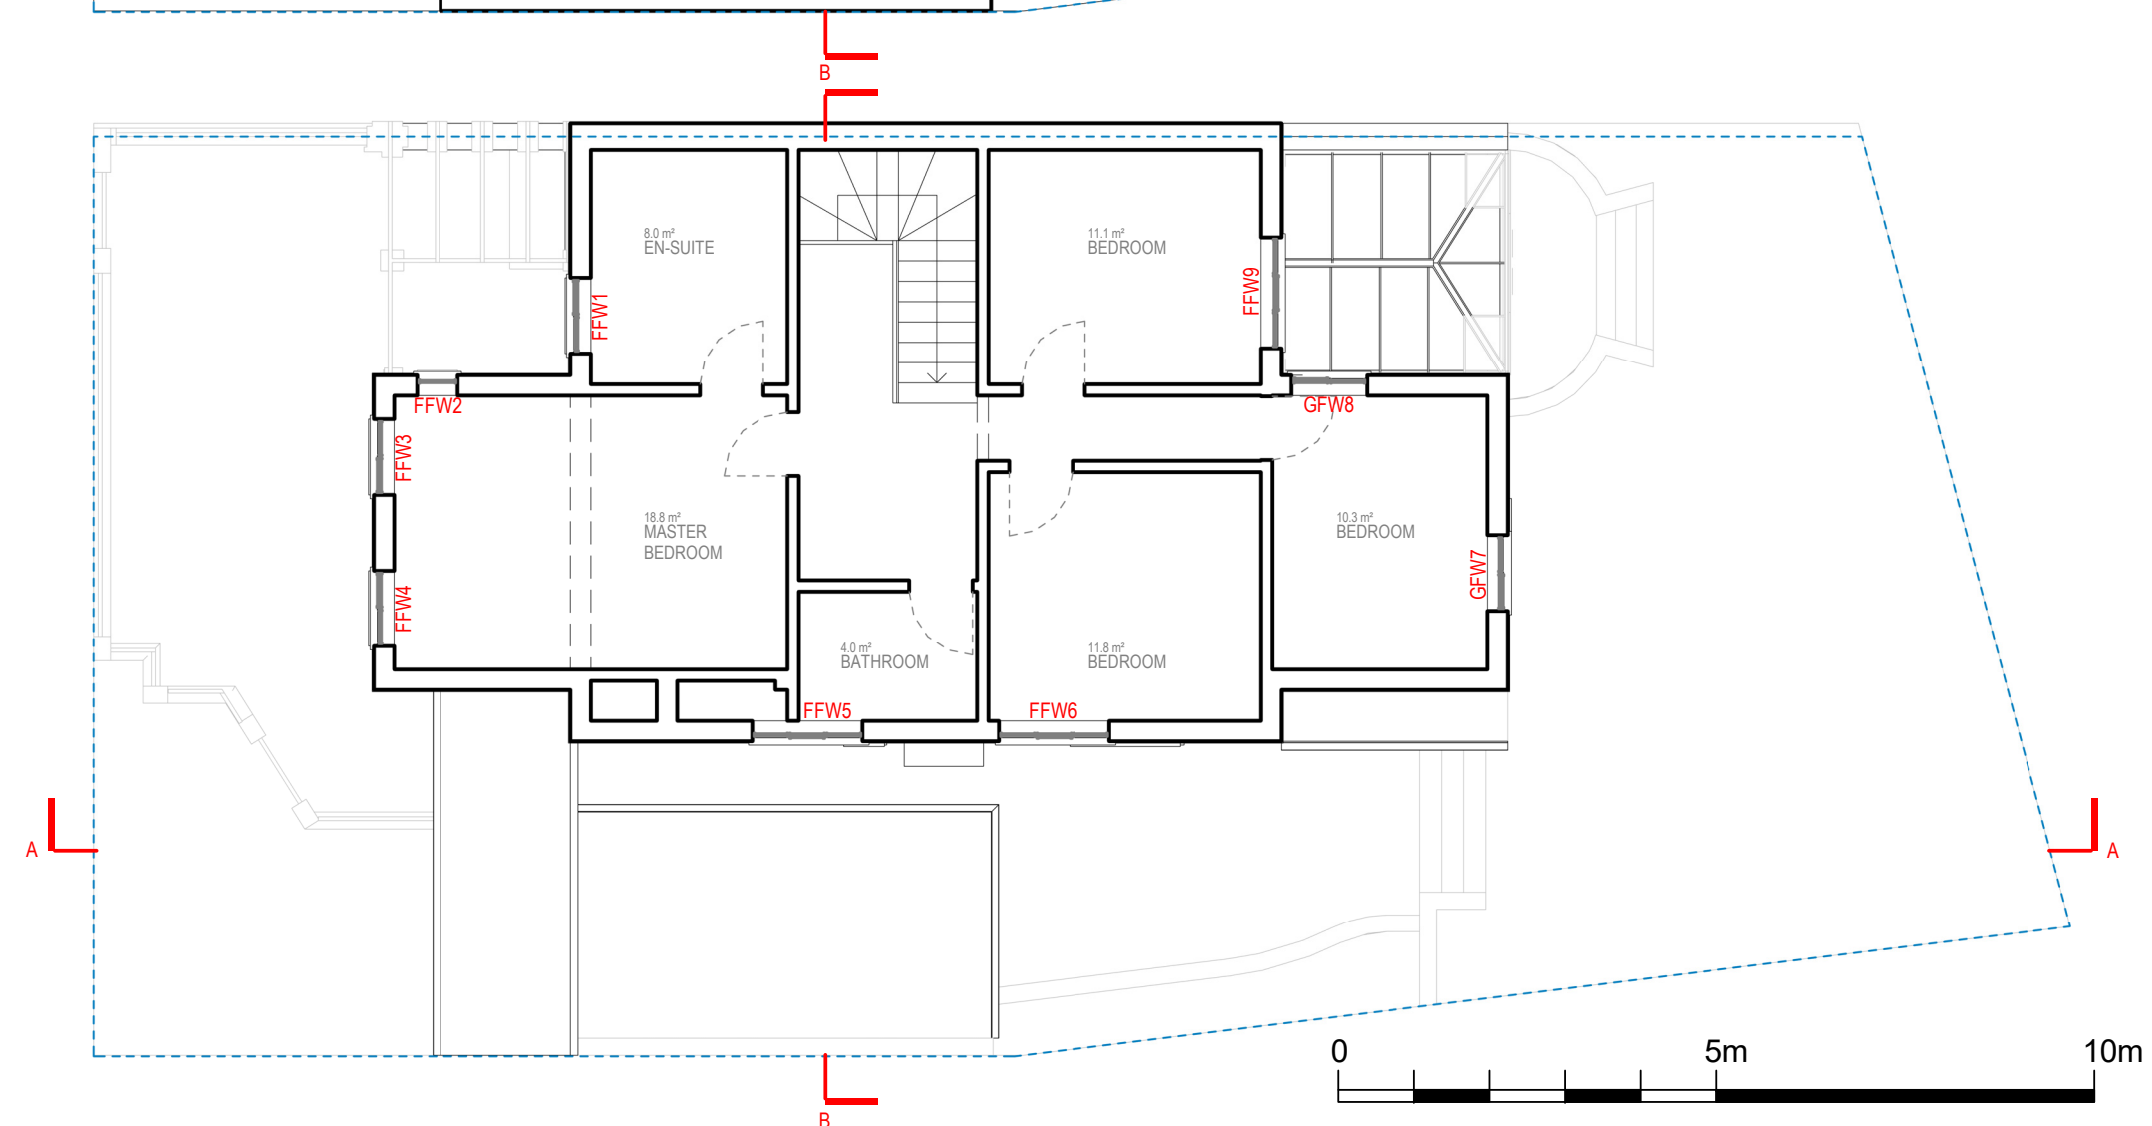 B
8.0 m²
EN-SUITE
11.1 m²
BEDROOM
FFW1
FFW9
FFW2
GFW8
FFW3
18.8 m²
MASTER
BEDROOM
10.3 m²
BEDROOM
GFW7
FFW4
4.0 m²
BATHROOM
11.8 m²
BEDROOM
FFW5
FFW6
A
A
0
5m
10m
B